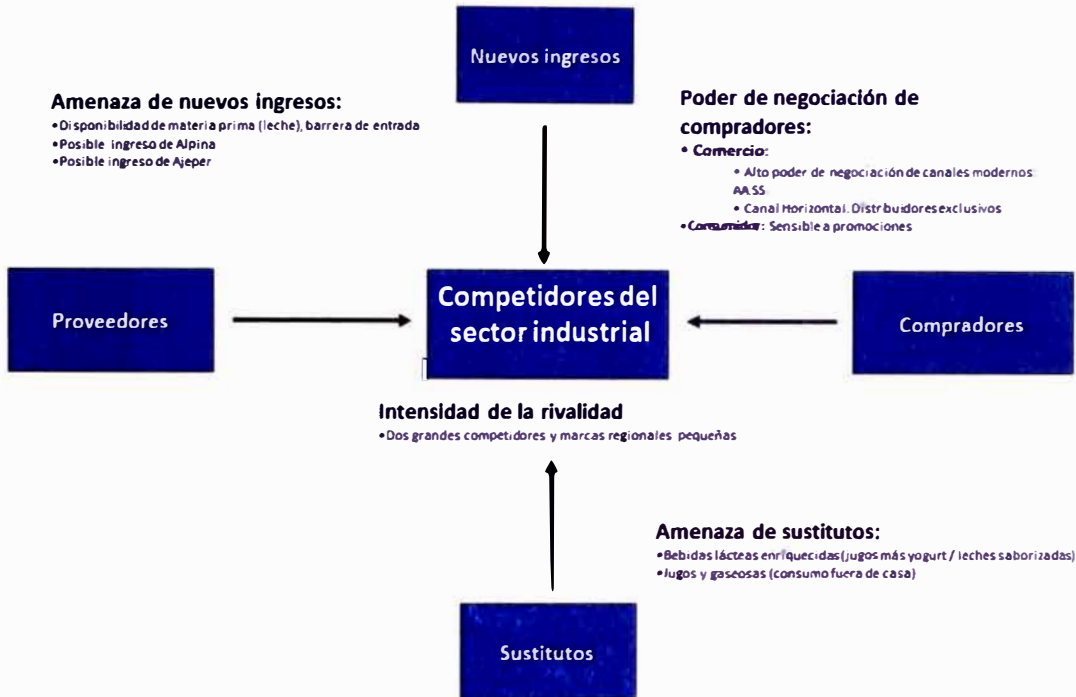 Nuevos ingresos
Amenaza de nuevos ingresos:
•Disponibilidad de materia prima (leche), barrera de entrada
•Posible ingreso de Alpina
•Posible ingreso de Ajeper
Poder de negociación de
compradores:
• Comercio:
• Alto poder de negociación de canales modernos:
AA.SS.
• Canal Horizontal. Distribuidores exclusivos
•Consumidor: Sensible a promociones
Proveedores
Competidores del
sector industrial
Compradores
Intensidad de la rivalidad
•Dos grandes competidores y marcas regionales pequeñas
Amenaza de sustitutos:
•Bebidas lácteas enriquecidas (jugos más yogurt / leches saborizadas)
•Jugos y gaseosas (consumo fuera de casa)
Sustitutos